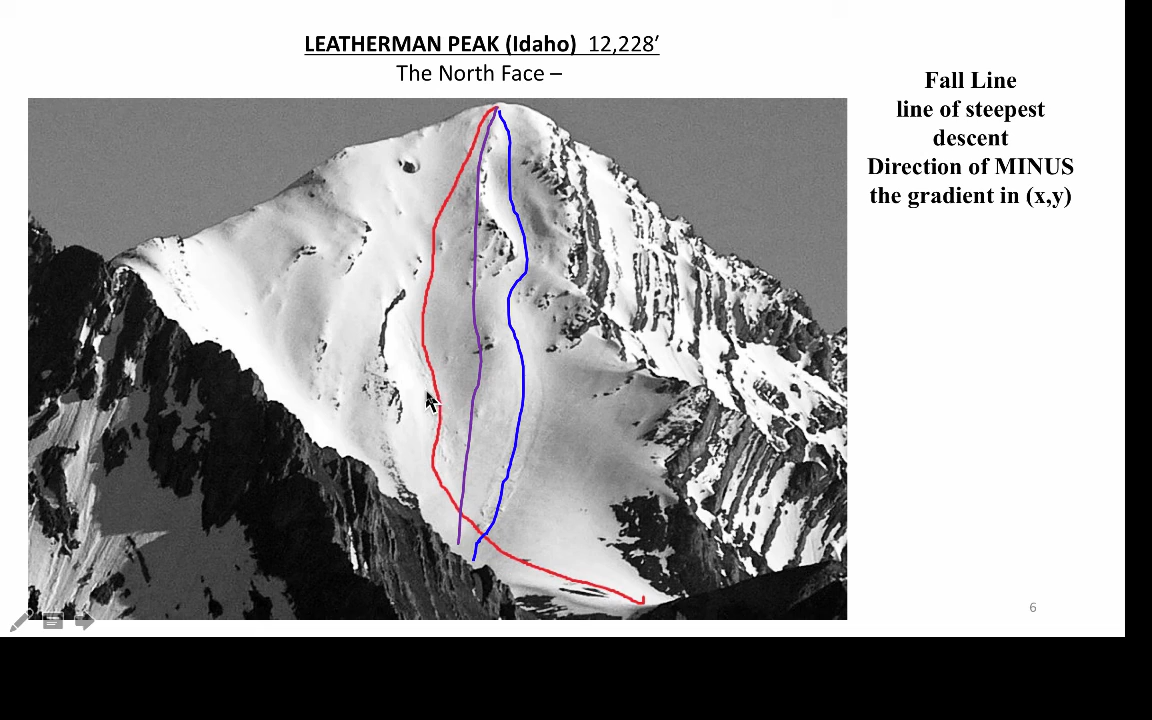 LEATHERMAN PEAK (Idaho)  12,228′
The North Face –
Fall Line
line of steepest
descent
Direction of MINUS
the gradient in (x,y)
6